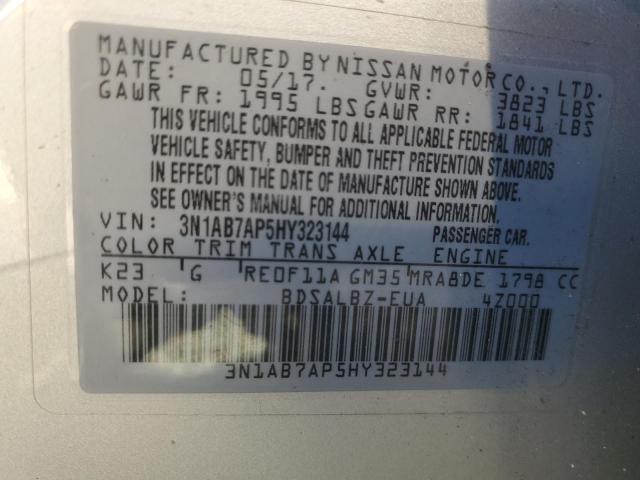 MANUFACTURED BY NISSAN MOTOR CO., LTD.
DATE: 05/17. GVWR: 3823 LBS
GAWR FR: 1995 LBS GAWR RR: 1841 LBS
THIS VEHICLE CONFORMS TO ALL APPLICABLE FEDERAL MOTOR
VEHICLE SAFETY, BUMPER AND THEFT PREVENTION STANDARDS
IN EFFECT ON THE DATE OF MANUFACTURE SHOWN ABOVE.
SEE OWNER'S MANUAL FOR ADDITIONAL INFORMATION.
VIN: 3N1AB7AP5HY323144 PASSENGER CAR.
COLOR TRIM TRANS AXLE ENGINE
K23 G RE0F11A GM35 MRA8DE 1798 CC
MODEL: BDSALBZ-EUA 4Z000
3N1AB7AP5HY323144